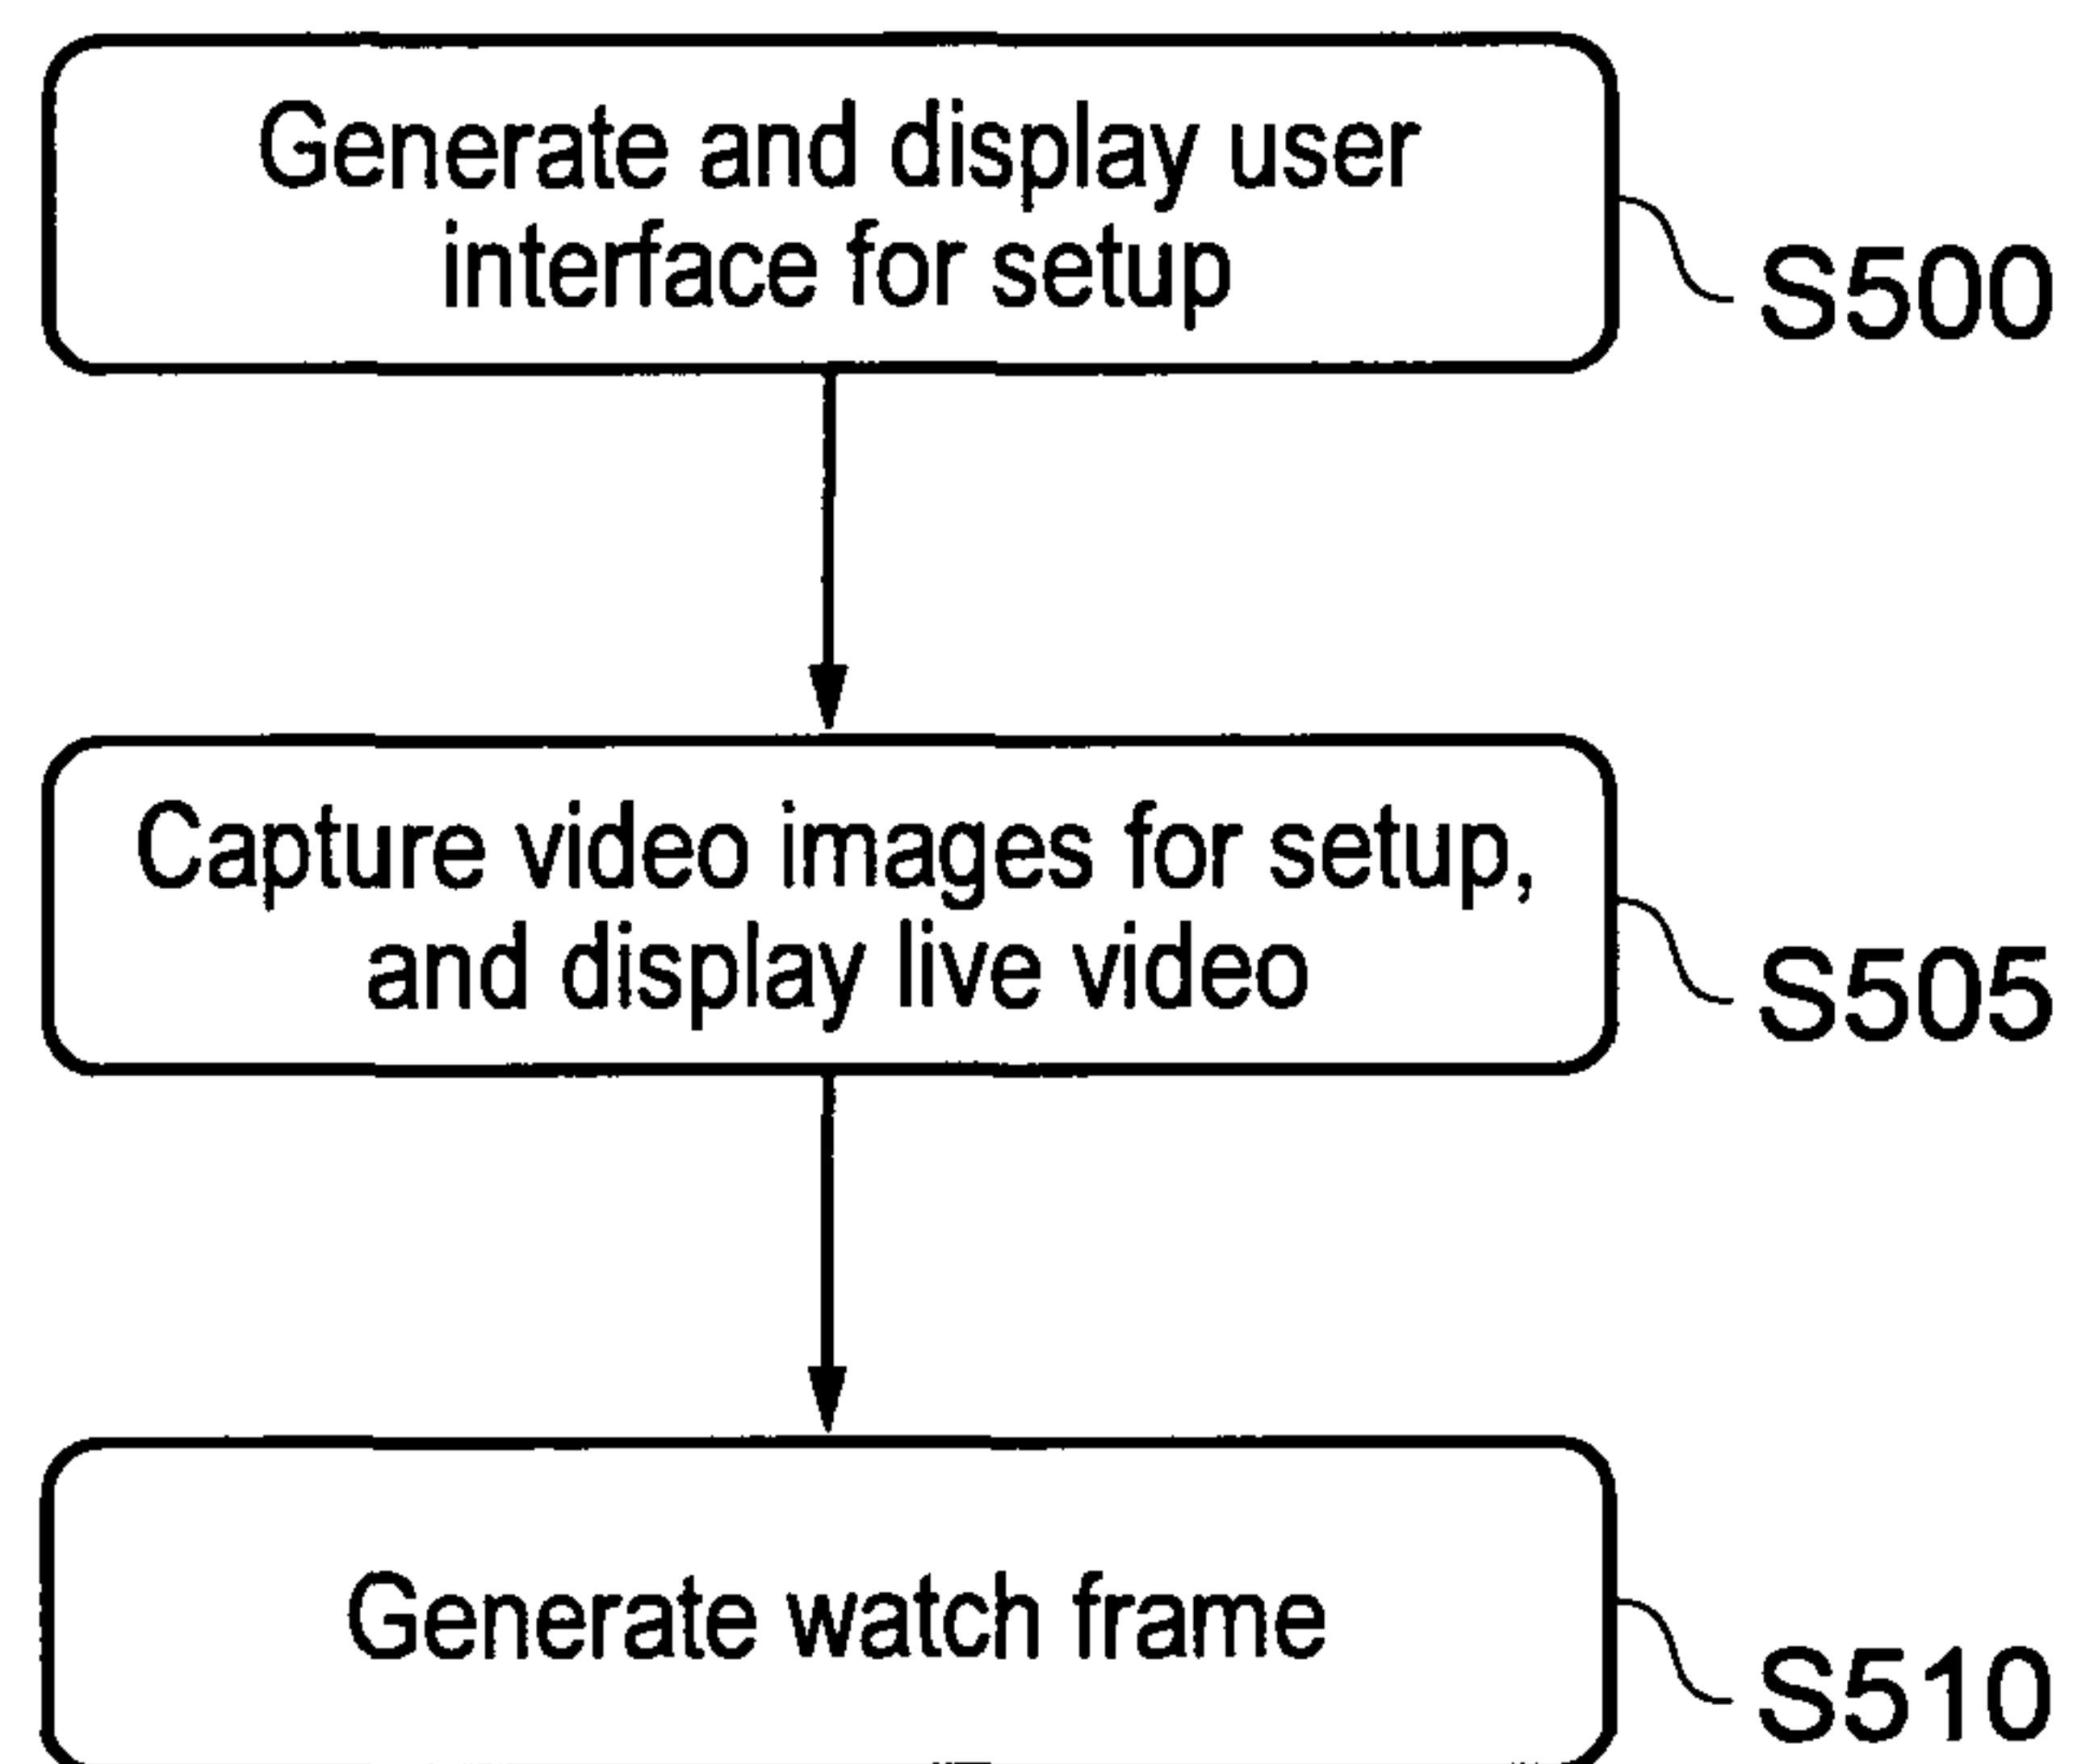 Generate and display user
interface for setup
S500
Capture video images for setup,
and display live video
S505
Generate watch frame
S510